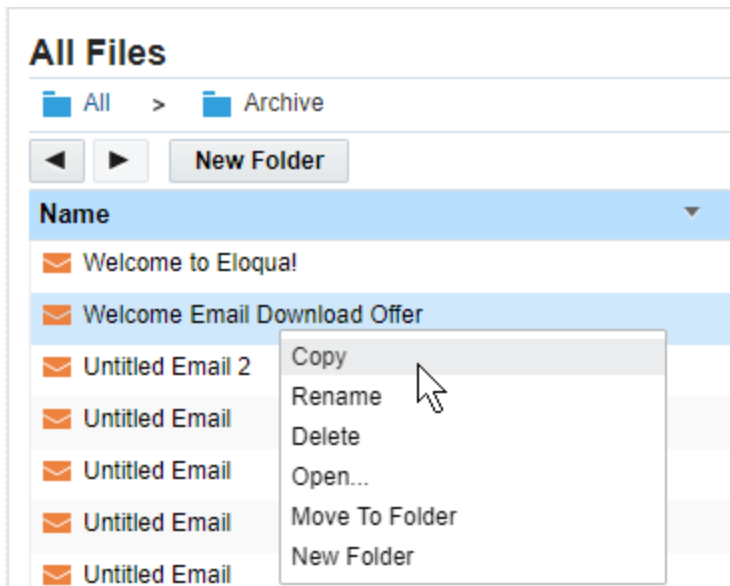 All Files
All > Archive
◀ ▶ New Folder
Name
Welcome to Eloqua!
Welcome Email Download Offer
Untitled Email 2
Untitled Email
Untitled Email
Untitled Email
Untitled Email
Copy
Rename
Delete
Open...
Move To Folder
New Folder